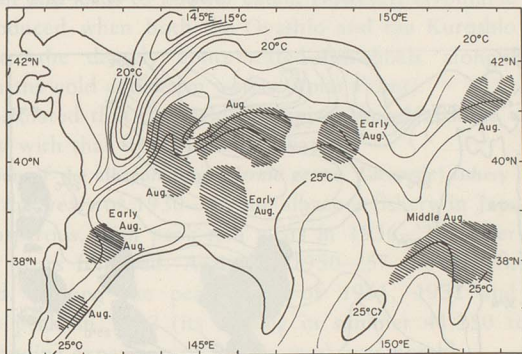 145°E 15°C 150°E
20°C 20°C
42°N 20°C 42°N
Aug. Early Aug. Aug.
40°N 40°N
Aug. Early Aug. 25°C
Early Aug. Middle Aug.
38°N Aug. 38°N
25°C
Aug. 25°C
25°C 145°E 150°E